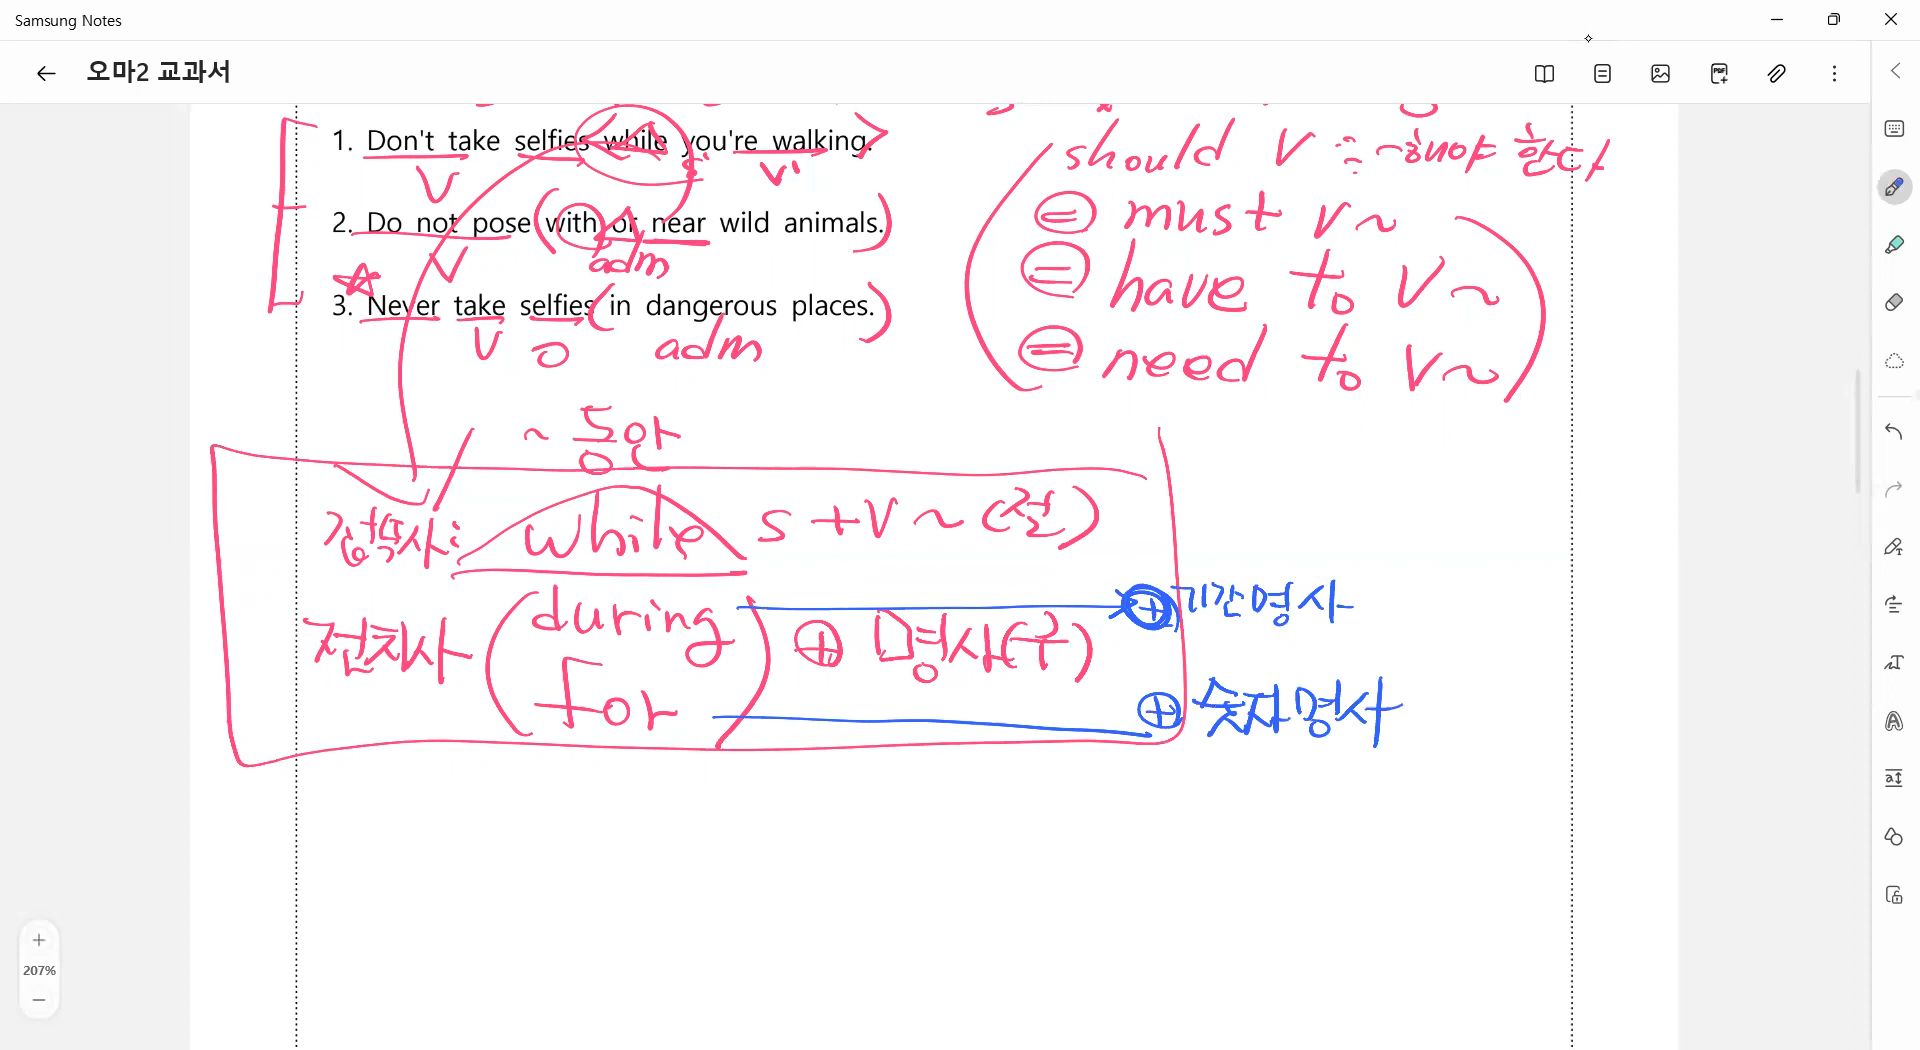 Samsung Notes
오마2 교과서
1. Don't take selfies while you're walking.
V
s'
v'
2. Do not pose with or near wild animals.
V
adm
3. Never take selfies in dangerous places.
V
O
adm
should V : ~해야 한다
= must V~
= have to V~
= need to V~
~ 동안
접속사: while S + V ~ (절)
전치사 (during for) + 명사(구)
+ 기간명사
+ 숫자명사
207%